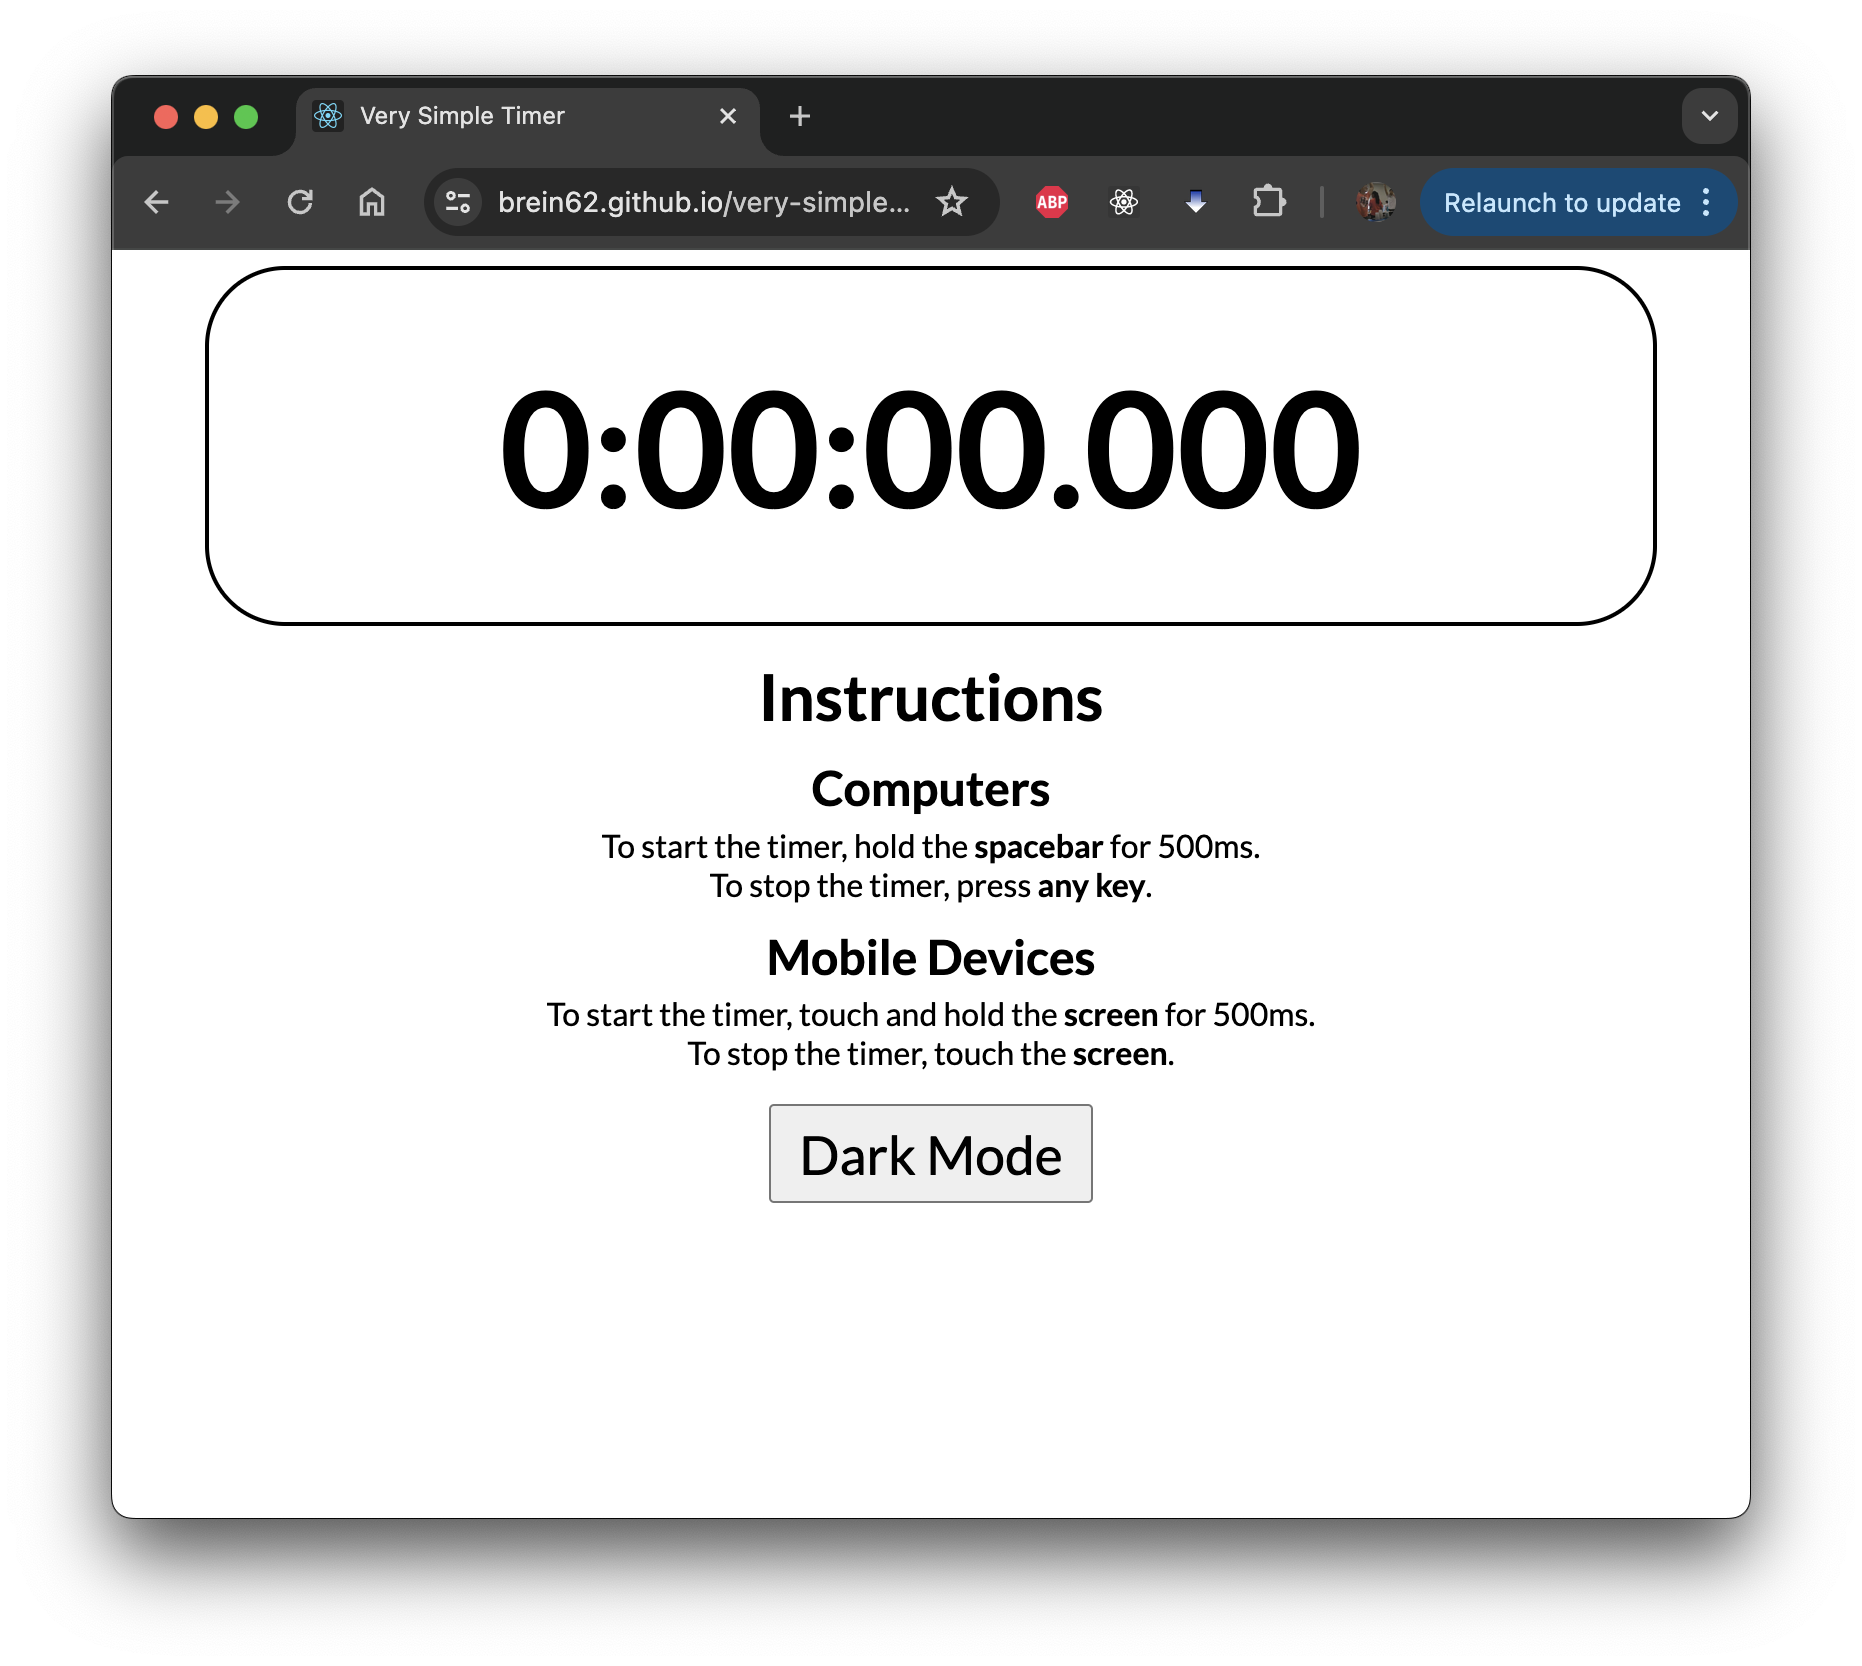 Very Simple Timer
brein62.github.io/very-simple...
ABP
Relaunch to update
0:00:00.000
Instructions
Computers
To start the timer, hold the spacebar for 500ms.
To stop the timer, press any key.
Mobile Devices
To start the timer, touch and hold the screen for 500ms.
To stop the timer, touch the screen.
Dark Mode